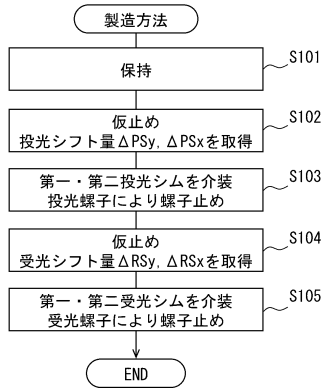 製造方法
S101
保持
S102
仮止め
投光シフト量ΔPSy, ΔPSxを取得
S103
第一・第二投光シムを介装
投光螺子により螺子止め
S104
仮止め
受光シフト量ΔRSy, ΔRSxを取得
S105
第一・第二受光シムを介装
受光螺子により螺子止め
END